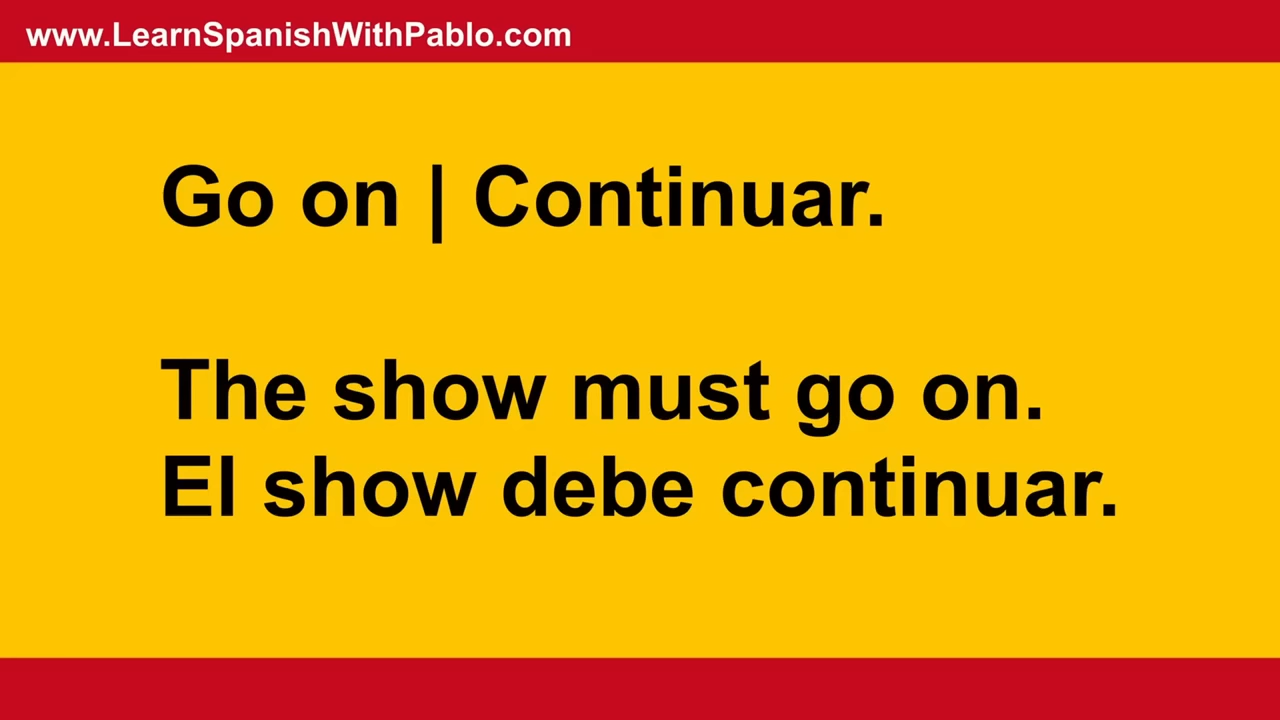 www.LearnSpanishWithPablo.com
Go on | Continuar.
The show must go on.
El show debe continuar.